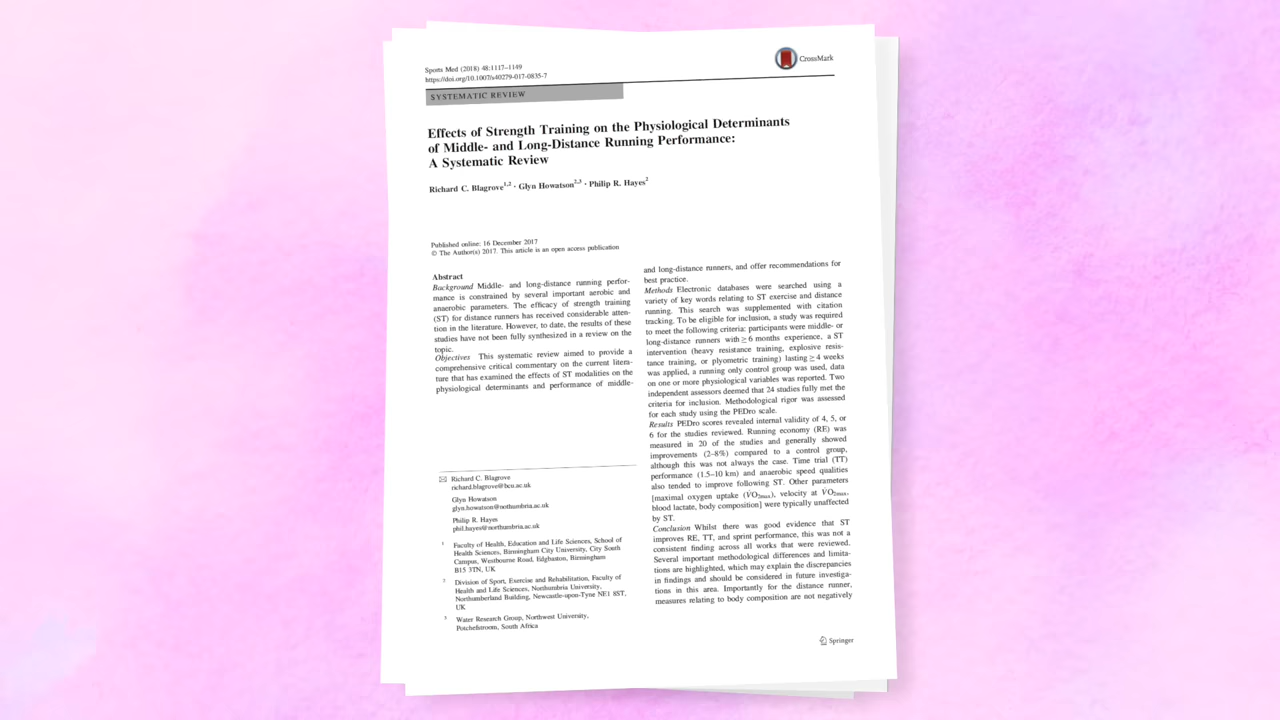 Sports Med (2018) 48:1117–1149
https://doi.org/10.1007/s40279-017-0835-7
CrossMark
SYSTEMATIC REVIEW
Effects of Strength Training on the Physiological Determinants
of Middle- and Long-Distance Running Performance:
A Systematic Review
Richard C. Blagrove1,2 · Glyn Howatson2,3 · Philip R. Hayes2
Published online: 16 December 2017
© The Author(s) 2017. This article is an open access publication
Abstract
Background Middle- and long-distance running perfor-
mance is constrained by several important aerobic and
anaerobic parameters. The efficacy of strength training
(ST) for distance runners has received considerable atten-
tion in the literature. However, to date, the results of these
studies have not been fully synthesized in a review on the
topic.
Objectives This systematic review aimed to provide a
comprehensive critical commentary on the current litera-
ture that has examined the effects of ST modalities on the
physiological determinants and performance of middle-
and long-distance runners, and offer recommendations for
best practice.
Methods Electronic databases were searched using a
variety of key words relating to ST exercise and distance
running. This search was supplemented with citation
tracking. To be eligible for inclusion, a study was required
to meet the following criteria: participants were middle- or
long-distance runners with ≥ 6 months experience, a ST
intervention (heavy resistance training, explosive resis-
tance training, or plyometric training) lasting ≥ 4 weeks
was applied, a running only control group was used, data
on one or more physiological variables was reported. Two
independent assessors deemed that 24 studies fully met the
criteria for inclusion. Methodological rigor was assessed
for each study using the PEDro scale.
Results PEDro scores revealed internal validity of 4, 5, or
6 for the studies reviewed. Running economy (RE) was
measured in 20 of the studies and generally showed
improvements (2–8%) compared to a control group,
although this was not always the case. Time trial (TT)
performance (1.5–10 km) and anaerobic speed qualities
also tended to improve following ST. Other parameters
[maximal oxygen uptake (V̇O2max), velocity at V̇O2max,
blood lactate, body composition] were typically unaffected
by ST.
Conclusion Whilst there was good evidence that ST
improves RE, TT, and sprint performance, this was not a
consistent finding across all works that were reviewed.
Several important methodological differences and limita-
tions are highlighted, which may explain the discrepancies
in findings and should be considered in future investiga-
tions in this area. Importantly for the distance runner,
measures relating to body composition are not negatively
Richard C. Blagrove
richard.blagrove@bcu.ac.uk
Glyn Howatson
glyn.howatson@northumbria.ac.uk
Philip R. Hayes
phil.hayes@northumbria.ac.uk
1 Faculty of Health, Education and Life Sciences, School of
Health Sciences, Birmingham City University, City South
Campus, Westbourne Road, Edgbaston, Birmingham
B15 3TN, UK
2 Division of Sport, Exercise and Rehabilitation, Faculty of
Health and Life Sciences, Northumbria University,
Northumberland Building, Newcastle-upon-Tyne NE1 8ST,
UK
3 Water Research Group, Northwest University,
Potchefstroom, South Africa
Springer